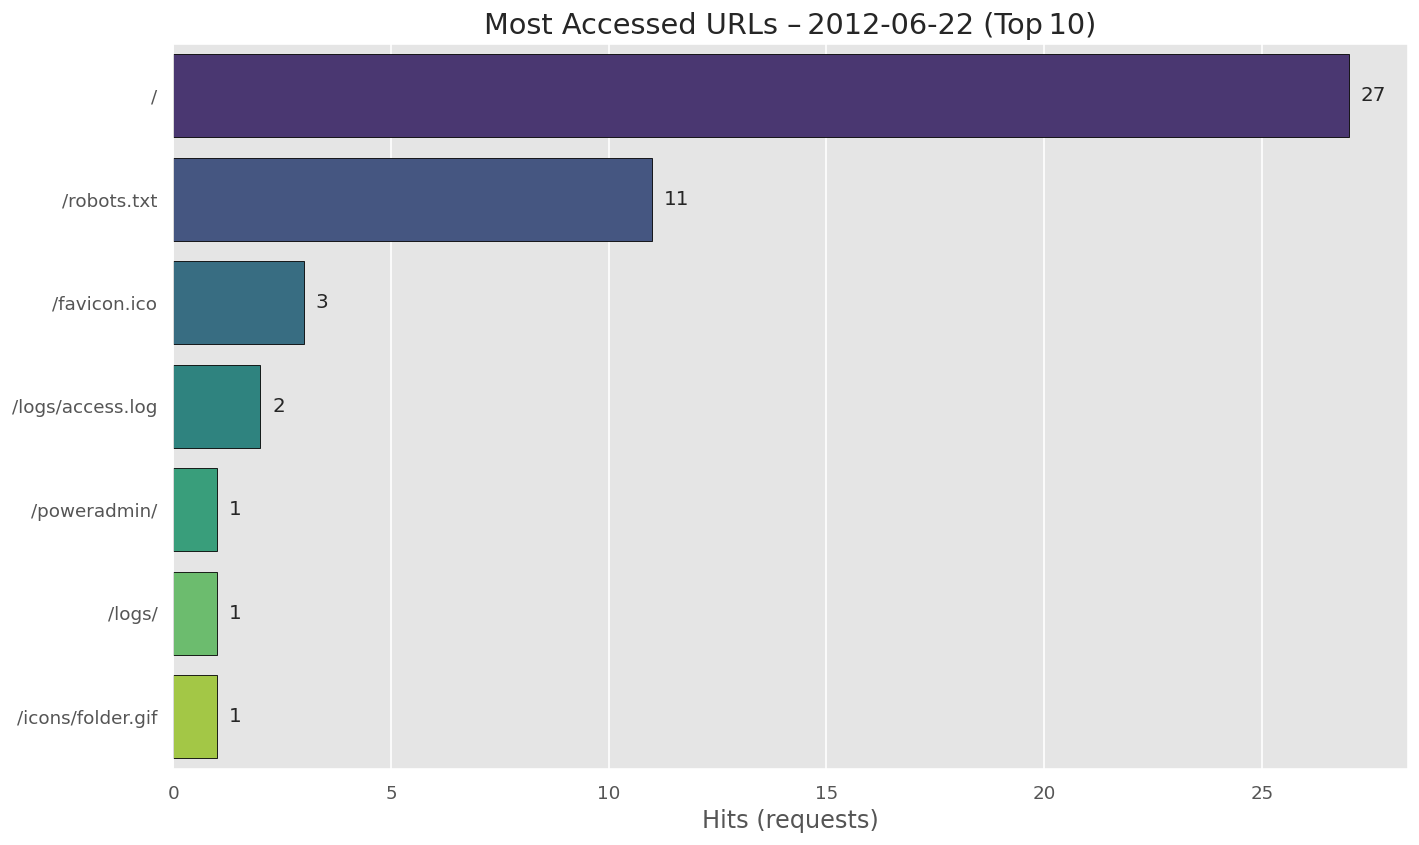 Most Accessed URLs – 2012-06-22 (Top 10)
/ 27
/robots.txt 11
/favicon.ico 3
/logs/access.log 2
/poweradmin/ 1
/logs/ 1
/icons/folder.gif 1
0 5 10 15 20 25
Hits (requests)